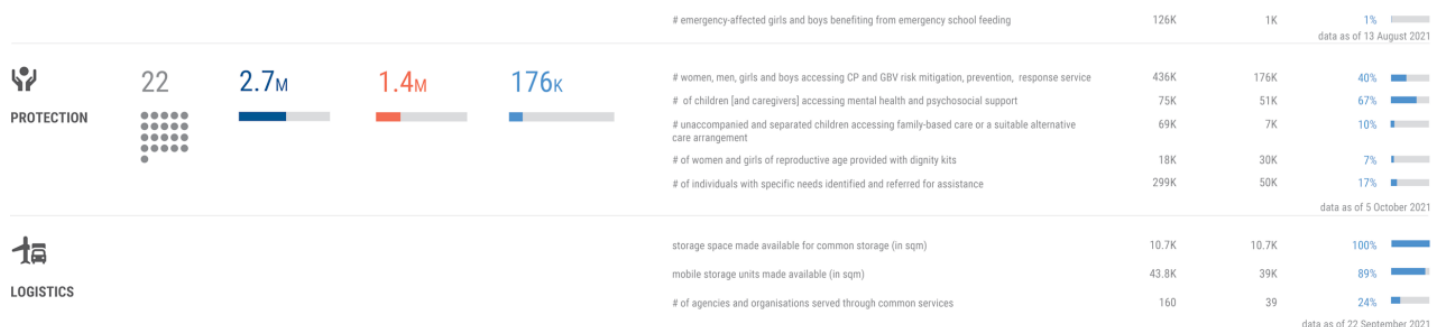 # emergency-affected girls and boys benefiting from emergency school feeding 126K 1K 1%
data as of 13 August 2021
22 2.7M 1.4M 176K
PROTECTION
# women, men, girls and boys accessing CP and GBV risk mitigation, prevention, response service 436K 176K 40%
# of children [and caregivers] accessing mental health and psychosocial support 75K 51K 67%
# unaccompanied and separated children accessing family-based care or a suitable alternative 69K 7K 10%
care arrangement
# of women and girls of reproductive age provided with dignity kits 18K 30K 7%
# of individuals with specific needs identified and referred for assistance 299K 50K 17%
data as of 5 October 2021
LOGISTICS
storage space made available for common storage (in sqm) 10.7K 10.7K 100%
mobile storage units made available (in sqm) 43.8K 39K 89%
# of agencies and organisations served through common services 160 39 24%
data as of 22 September 2021